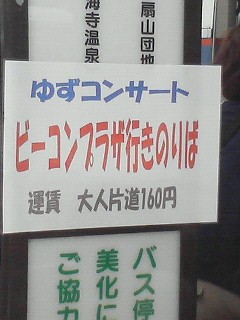 扇山団地
海寺温泉
ゆずコンサート
ビーコンプラザ行きのりば
運賃 大人片道160円
バス停
美化に
ご協力